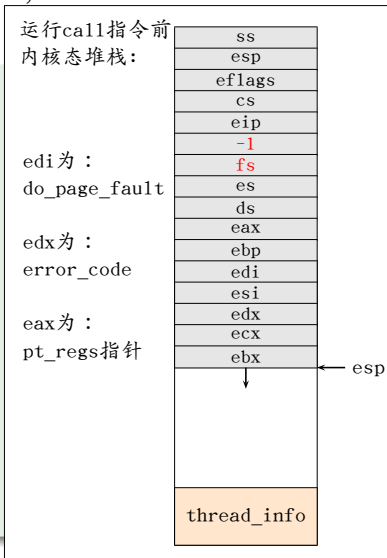 运行call指令前
内核态堆栈：
ss
esp
eflags
cs
eip
-1
edi为：
fs
do_page_fault
es
ds
edx为：
eax
ebp
error_code
edi
esi
eax为：
edx
pt_regs指针
ecx
ebx
esp
thread_info